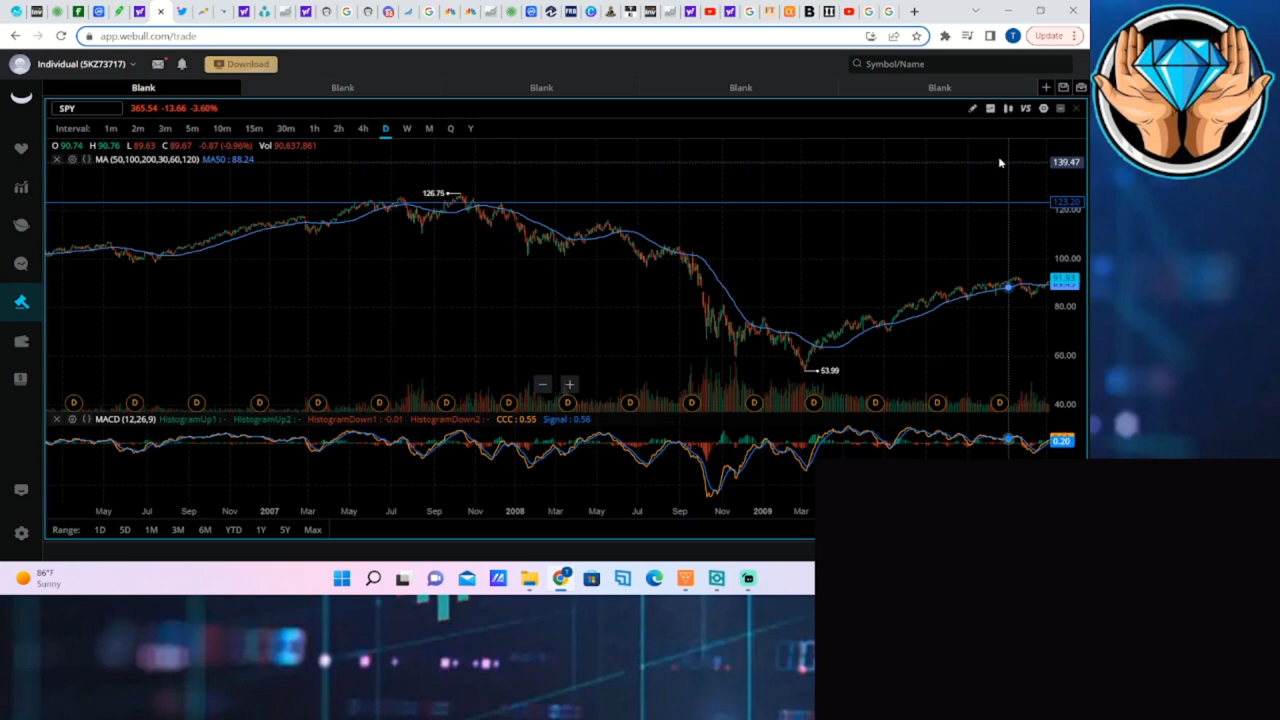 app.webull.com/trade
Update
Individual (5KZ73717)
Download
Symbol/Name
Blank Blank Blank Blank Blank
SPY 365.54 -13.66 -3.60%
VS
Interval: 1m 2m 3m 5m 10m 15m 30m 1h 2h 4h D W M Q Y
O 90.74 H 90.76 L 89.63 C 89.67 -0.87 (-0.96%) Vol 90,637,861
MA (50,100,200,30,60,120) MA50 : 88.24
139.47
126.75
123.20
120.00
100.00
91.93
80.00
60.00
53.99
40.00
D D D D D D D D D D D D D D D D
MACD (12,26,9) HistogramUp1 : - HistogramUp2 : - HistogramDown1 : -0.01 HistogramDown2 : - CCC : 0.55 Signal : 0.56
0.20
May Jul Sep Nov 2007 Mar May Jul Sep Nov 2008 Mar May Jul Sep Nov 2009 Mar
Range: 1D 5D 1M 3M 6M YTD 1Y 5Y Max
86°F
Sunny